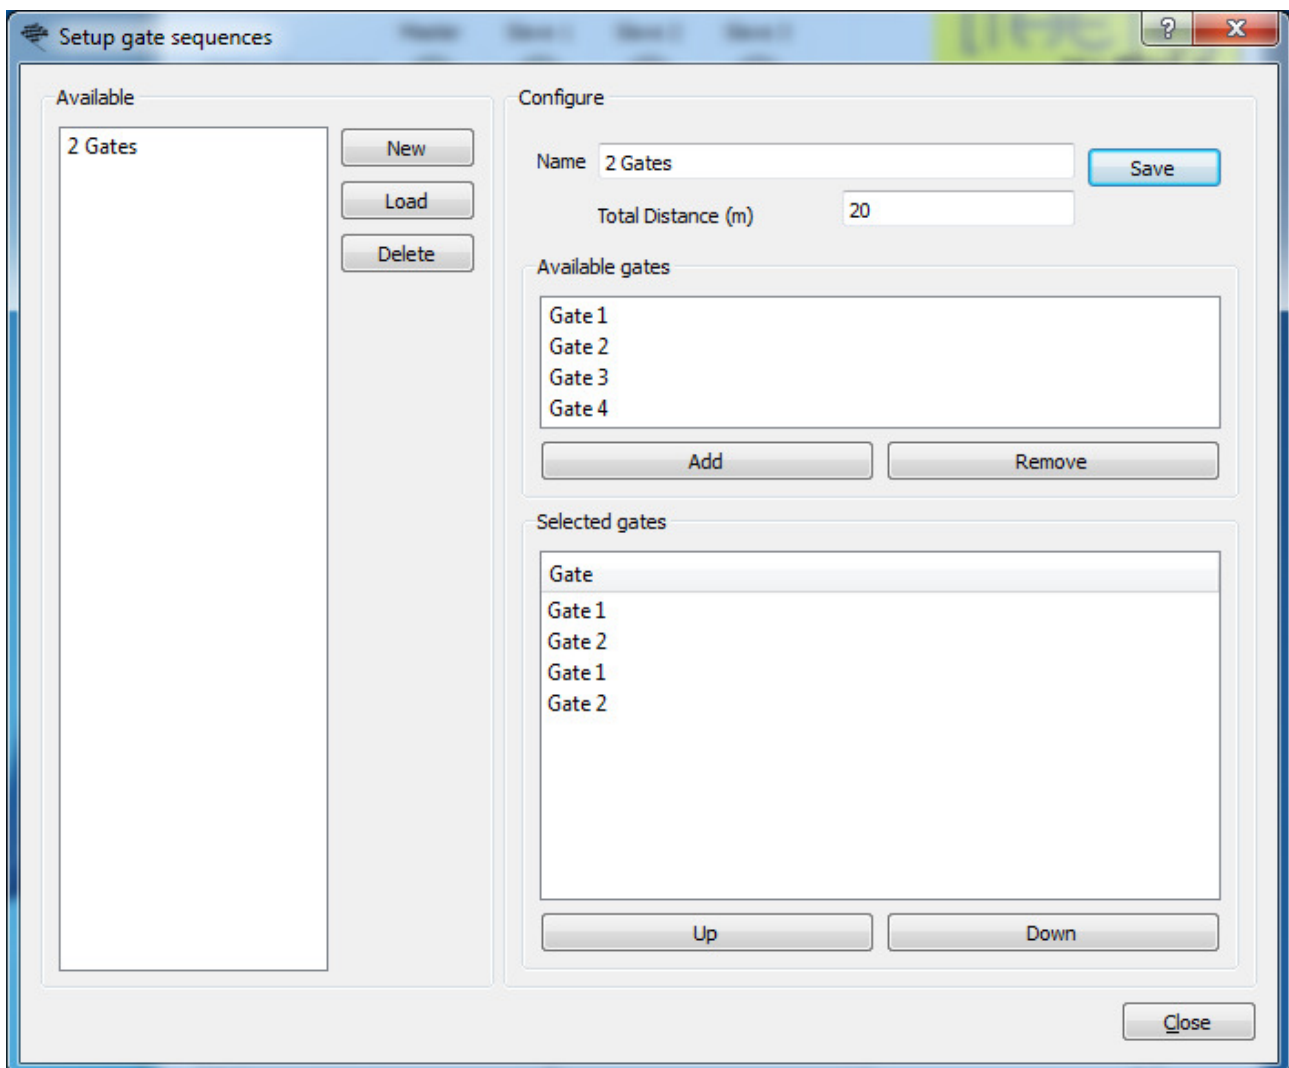 Setup gate sequences
?
X
Available
2 Gates
New
Load
Delete
Configure
Name 2 Gates
Save
Total Distance (m) 20
Available gates
Gate 1
Gate 2
Gate 3
Gate 4
Add Remove
Selected gates
Gate
Gate 1
Gate 2
Gate 1
Gate 2
Up Down
Close